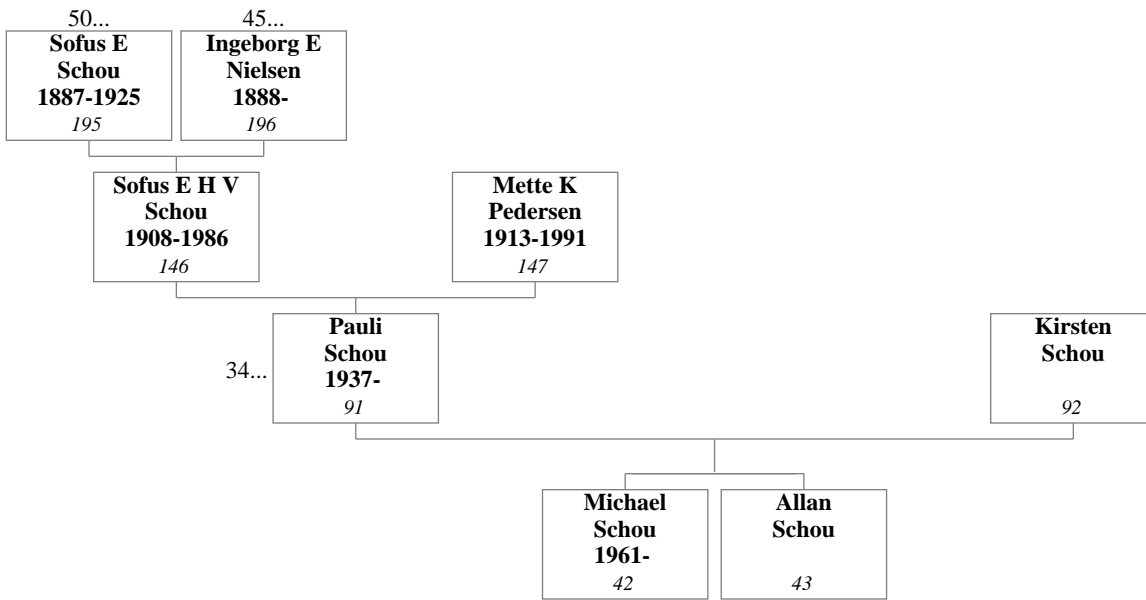 50...
45...
Sofus E
Schou
1887-1925
195
Ingeborg E
Nielsen
1888-
196
Sofus E H V
Schou
1908-1986
146
Mette K
Pedersen
1913-1991
147
34...
Pauli
Schou
1937-
91
Kirsten
Schou
92
Michael
Schou
1961-
42
Allan
Schou
43